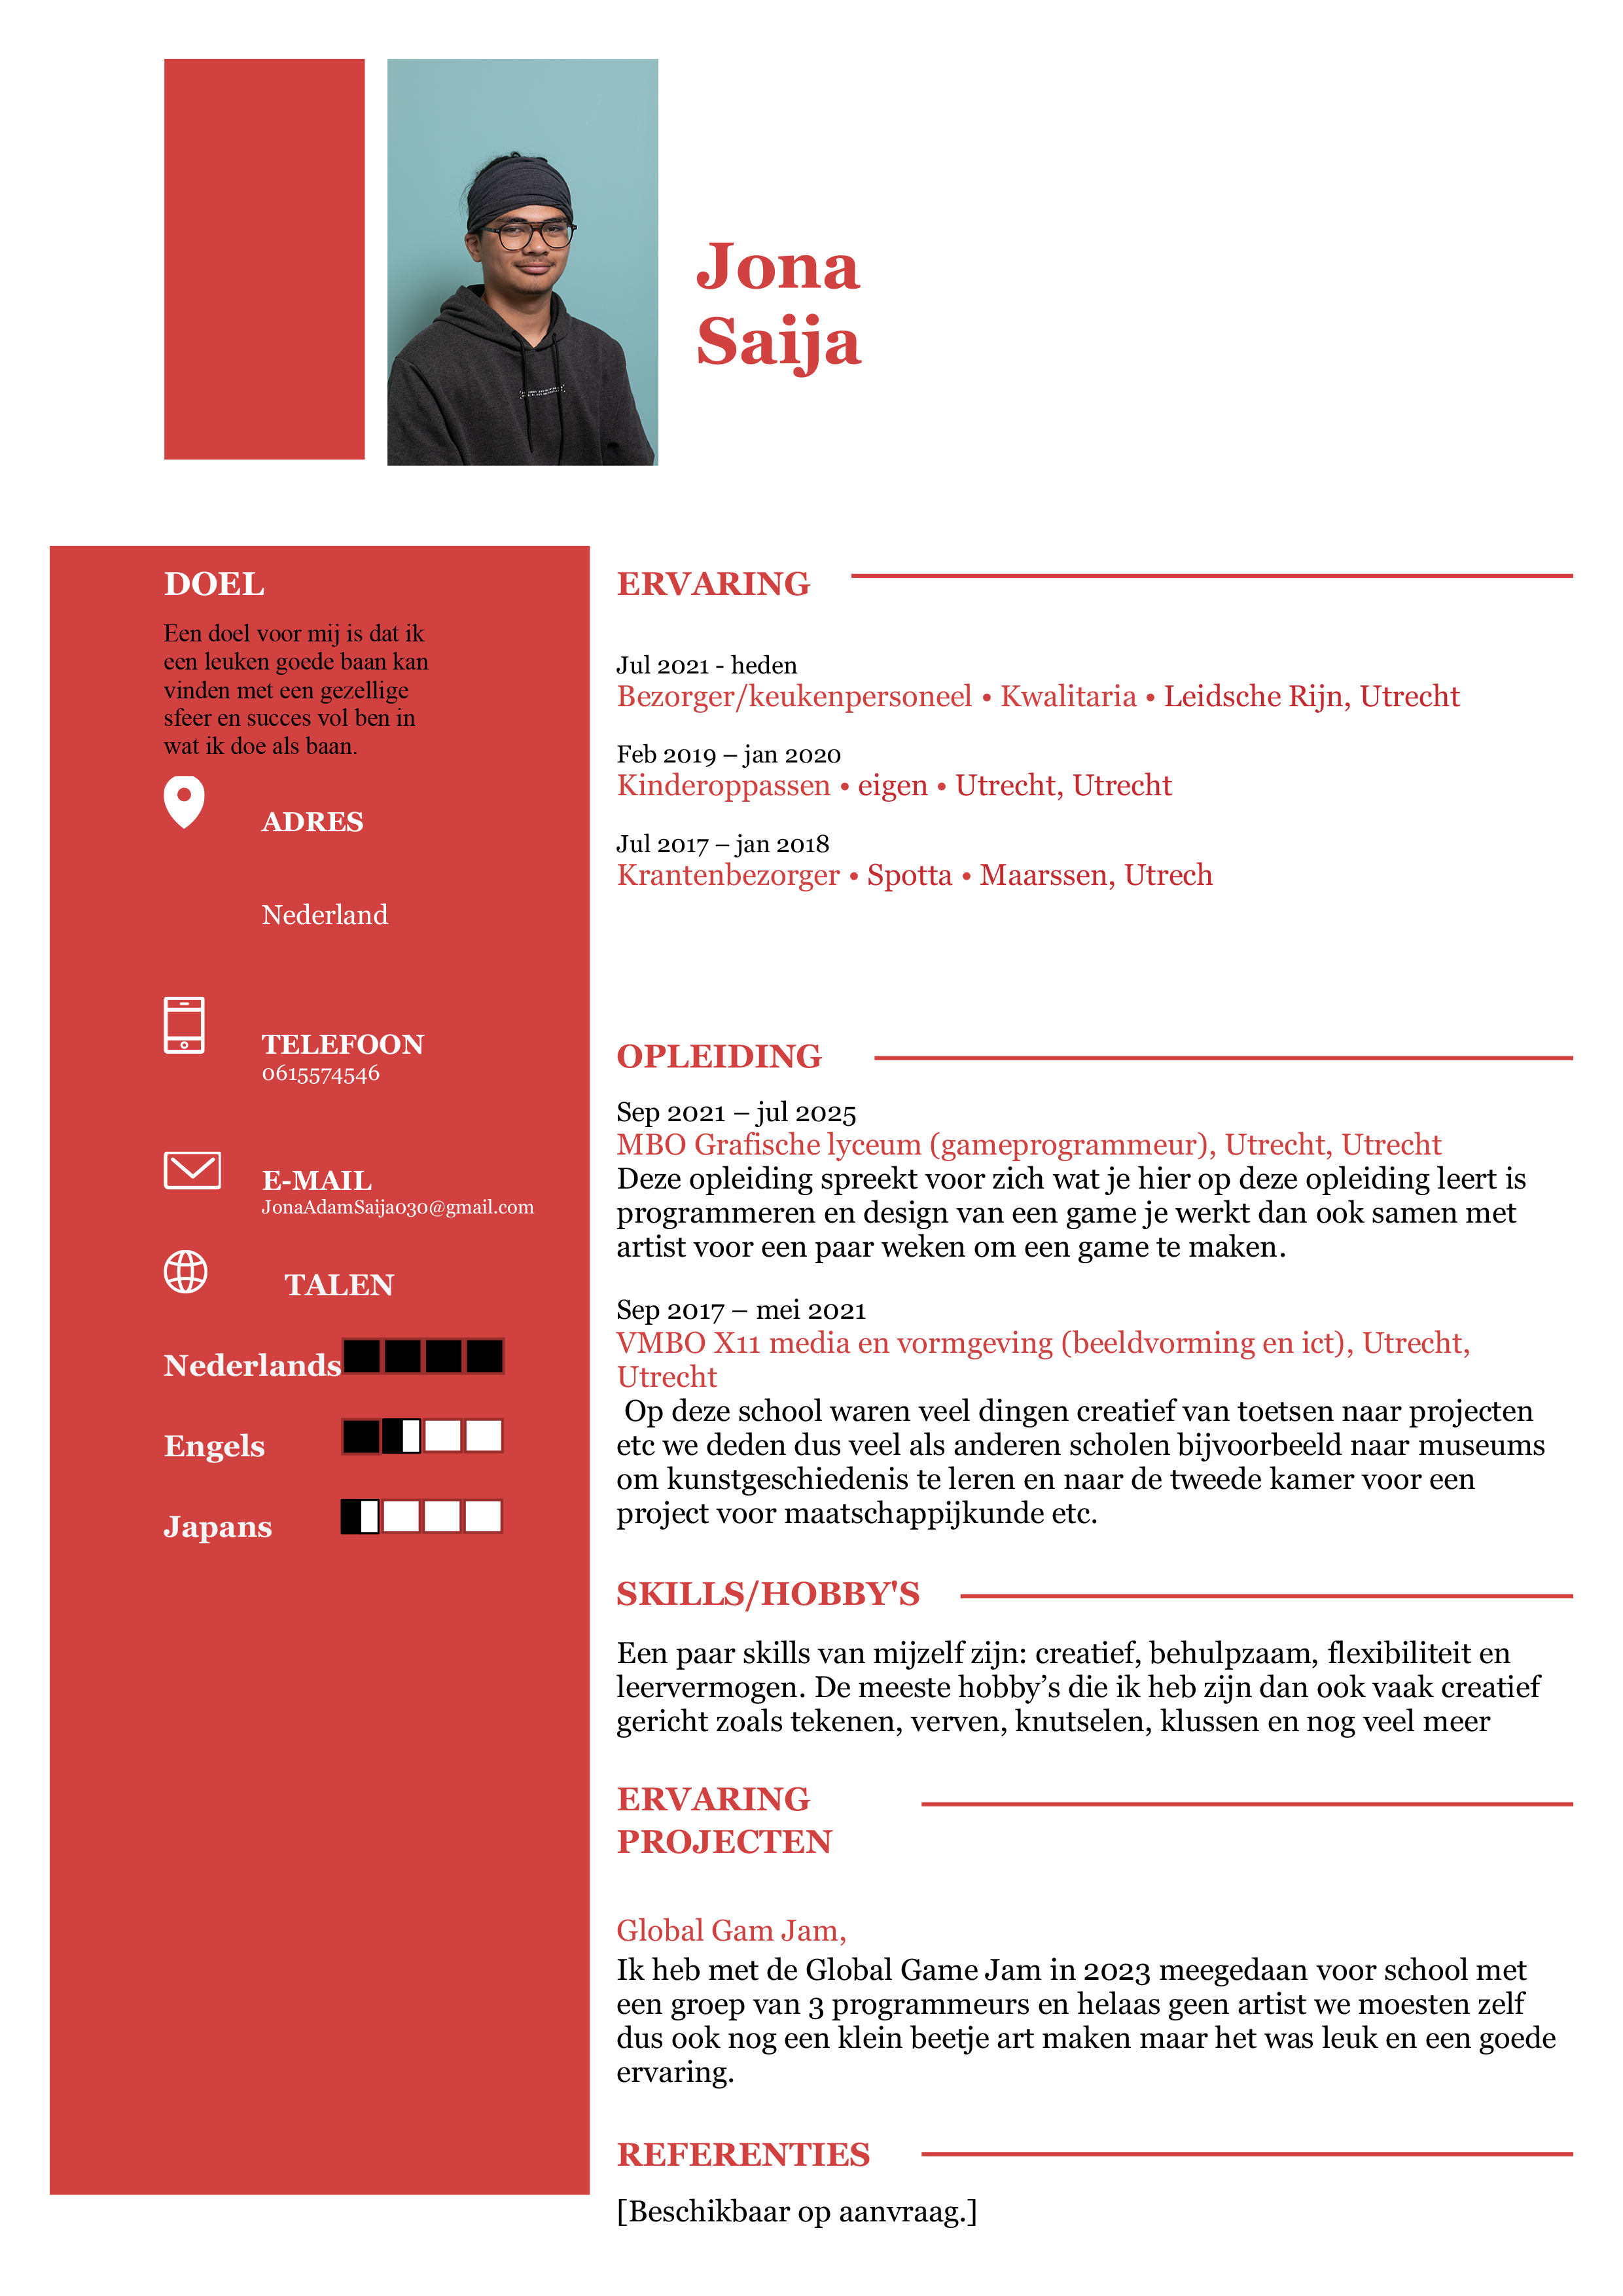 Jona
Saija
DOEL
Een doel voor mij is dat ik
een leuken goede baan kan
vinden met een gezellige
sfeer en succes vol ben in
wat ik doe als baan.
ADRES
Nederland
TELEFOON
0615574546
E-MAIL
JonaAdamSaija030@gmail.com
TALEN
Nederlands
Engels
Japans
ERVARING
Jul 2021 - heden
Bezorger/keukenpersoneel • Kwalitaria • Leidsche Rijn, Utrecht
Feb 2019 – jan 2020
Kinderoppassen • eigen • Utrecht, Utrecht
Jul 2017 – jan 2018
Krantenbezorger • Spotta • Maarssen, Utrech
OPLEIDING
Sep 2021 – jul 2025
MBO Grafische lyceum (gameprogrammeur), Utrecht, Utrecht
Deze opleiding spreekt voor zich wat je hier op deze opleiding leert is
programmeren en design van een game je werkt dan ook samen met
artist voor een paar weken om een game te maken.
Sep 2017 – mei 2021
VMBO X11 media en vormgeving (beeldvorming en ict), Utrecht,
Utrecht
Op deze school waren veel dingen creatief van toetsen naar projecten
etc we deden dus veel als anderen scholen bijvoorbeeld naar museums
om kunstgeschiedenis te leren en naar de tweede kamer voor een
project voor maatschappijkunde etc.
SKILLS/HOBBY'S
Een paar skills van mijzelf zijn: creatief, behulpzaam, flexibiliteit en
leervermogen. De meeste hobby’s die ik heb zijn dan ook vaak creatief
gericht zoals tekenen, verven, knutselen, klussen en nog veel meer
ERVARING
PROJECTEN
Global Gam Jam,
Ik heb met de Global Game Jam in 2023 meegedaan voor school met
een groep van 3 programmeurs en helaas geen artist we moesten zelf
dus ook nog een klein beetje art maken maar het was leuk en een goede
ervaring.
REFERENTIES
[Beschikbaar op aanvraag.]